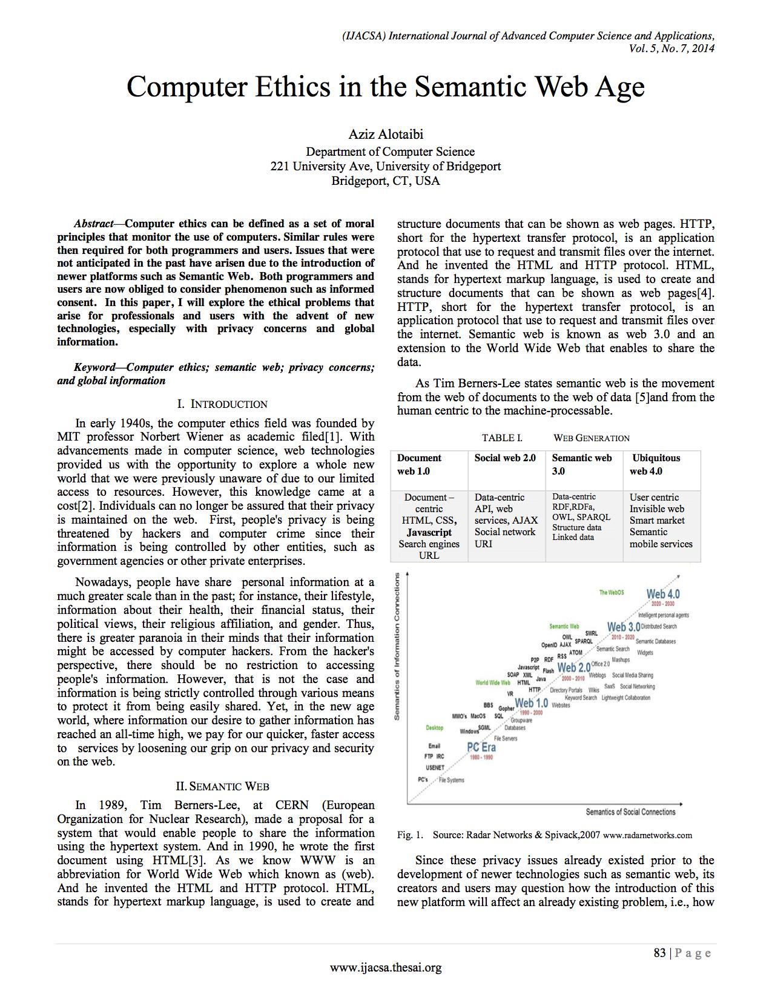 (IJACSA) International Journal of Advanced Computer Science and Applications,
Vol. 5, No. 7, 2014
Computer Ethics in the Semantic Web Age
Aziz Alotaibi
Department of Computer Science
221 University Ave, University of Bridgeport
Bridgeport, CT, USA
Abstract—Computer ethics can be defined as a set of moral
principles that monitor the use of computers. Similar rules were
then required for both programmers and users. Issues that were
not anticipated in the past have arisen due to the introduction of
newer platforms such as Semantic Web. Both programmers and
users are now obliged to consider phenomenon such as informed
consent. In this paper, I will explore the ethical problems that
arise for professionals and users with the advent of new
technologies, especially with privacy concerns and global
information.
Keyword—Computer ethics; semantic web; privacy concerns;
and global information
I. INTRODUCTION
In early 1940s, the computer ethics field was founded by
MIT professor Norbert Wiener as academic filed[1]. With
advancements made in computer science, web technologies
provided us with the opportunity to explore a whole new
world that we were previously unaware of due to our limited
access to resources. However, this knowledge came at a
cost[2]. Individuals can no longer be assured that their privacy
is maintained on the web. First, people's privacy is being
threatened by hackers and computer crime since their
information is being controlled by other entities, such as
government agencies or other private enterprises.
Nowadays, people have share personal information at a
much greater scale than in the past; for instance, their lifestyle,
information about their health, their financial status, their
political views, their religious affiliation, and gender. Thus,
there is greater paranoia in their minds that their information
might be accessed by computer hackers. From the hacker's
perspective, there should be no restriction to accessing
people's information. However, that is not the case and
information is being strictly controlled through various means
to protect it from being easily shared. Yet, in the new age
world, where information our desire to gather information has
reached an all-time high, we pay for our quicker, faster access
to services by loosening our grip on our privacy and security
on the web.
II. SEMANTIC WEB
In 1989, Tim Berners-Lee, at CERN (European
Organization for Nuclear Research), made a proposal for a
system that would enable people to share the information
using the hypertext system. And in 1990, he wrote the first
document using HTML[3]. As we know WWW is an
abbreviation for World Wide Web which known as (web).
And he invented the HTML and HTTP protocol. HTML,
stands for hypertext markup language, is used to create and
structure documents that can be shown as web pages. HTTP,
short for the hypertext transfer protocol, is an application
protocol that use to request and transmit files over the internet.
And he invented the HTML and HTTP protocol. HTML,
stands for hypertext markup language, is used to create and
structure documents that can be shown as web pages[4].
HTTP, short for the hypertext transfer protocol, is an
application protocol that use to request and transmit files over
the internet. Semantic web is known as web 3.0 and an
extension to the World Wide Web that enables to share the
data.
As Tim Berners-Lee states semantic web is the movement
from the web of documents to the web of data [5]and from the
human centric to the machine-processable.
TABLE I. WEB GENERATION
Document
web 1.0
Social web 2.0
Semantic web
3.0
Ubiquitous
web 4.0
Document –
centric
HTML, CSS,
Javascript
Search engines
URL
Data-centric
API, web
services, AJAX
Social network
URI
Data-centric
RDF,RDFa,
OWL, SPARQL
Structure data
Linked data
User centric
Invisible web
Smart market
Semantic
mobile services
Semantics of Information Connections
The WebOS
Web 4.0
2020 - 2030
Intelligent personal agents
Semantic Web
Web 3.0
Distributed Search
2010 - 2020
SWRL
OWL
SPARQL
Semantic Databases
OpenID AJAX
Semantic Search
Widgets
ATOM
RSS
P2P RDF
Mashups
Office 2.0
Javascript
Flash
Web 2.0
2000 - 2010
SOAP XML
Java
Weblogs
Social Media Sharing
World Wide Web
HTML
HTTP
Directory Portals
Wikis
SaaS
Social Networking
VR
Keyword Search
Lightweight Collaboration
BBS
Gopher
Web 1.0
1990 - 2000
Websites
MMO's MacOS
SQL
Groupware
Desktop
SGML
Windows
Databases
File Servers
Email
PC Era
1980 - 1990
FTP IRC
USENET
PC's
File Systems
Semantics of Social Connections
Fig. 1. Source: Radar Networks & Spivack,2007 www.radarnetworks.com
Since these privacy issues already existed prior to the
development of newer technologies such as semantic web, its
creators and users may question how the introduction of this
new platform will affect an already existing problem, i.e., how
83 | Page
www.ijacsa.thesai.org